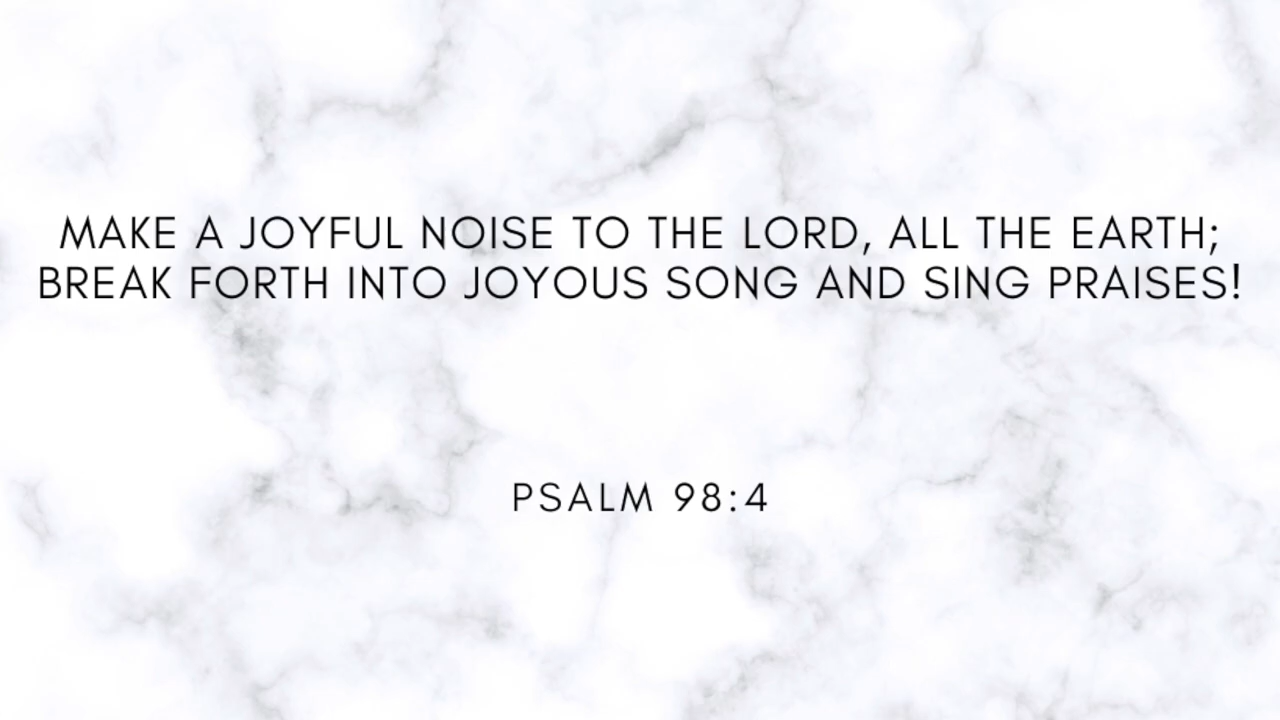 MAKE A JOYFUL NOISE TO THE LORD, ALL THE EARTH;
BREAK FORTH INTO JOYOUS SONG AND SING PRAISES!
PSALM 98:4